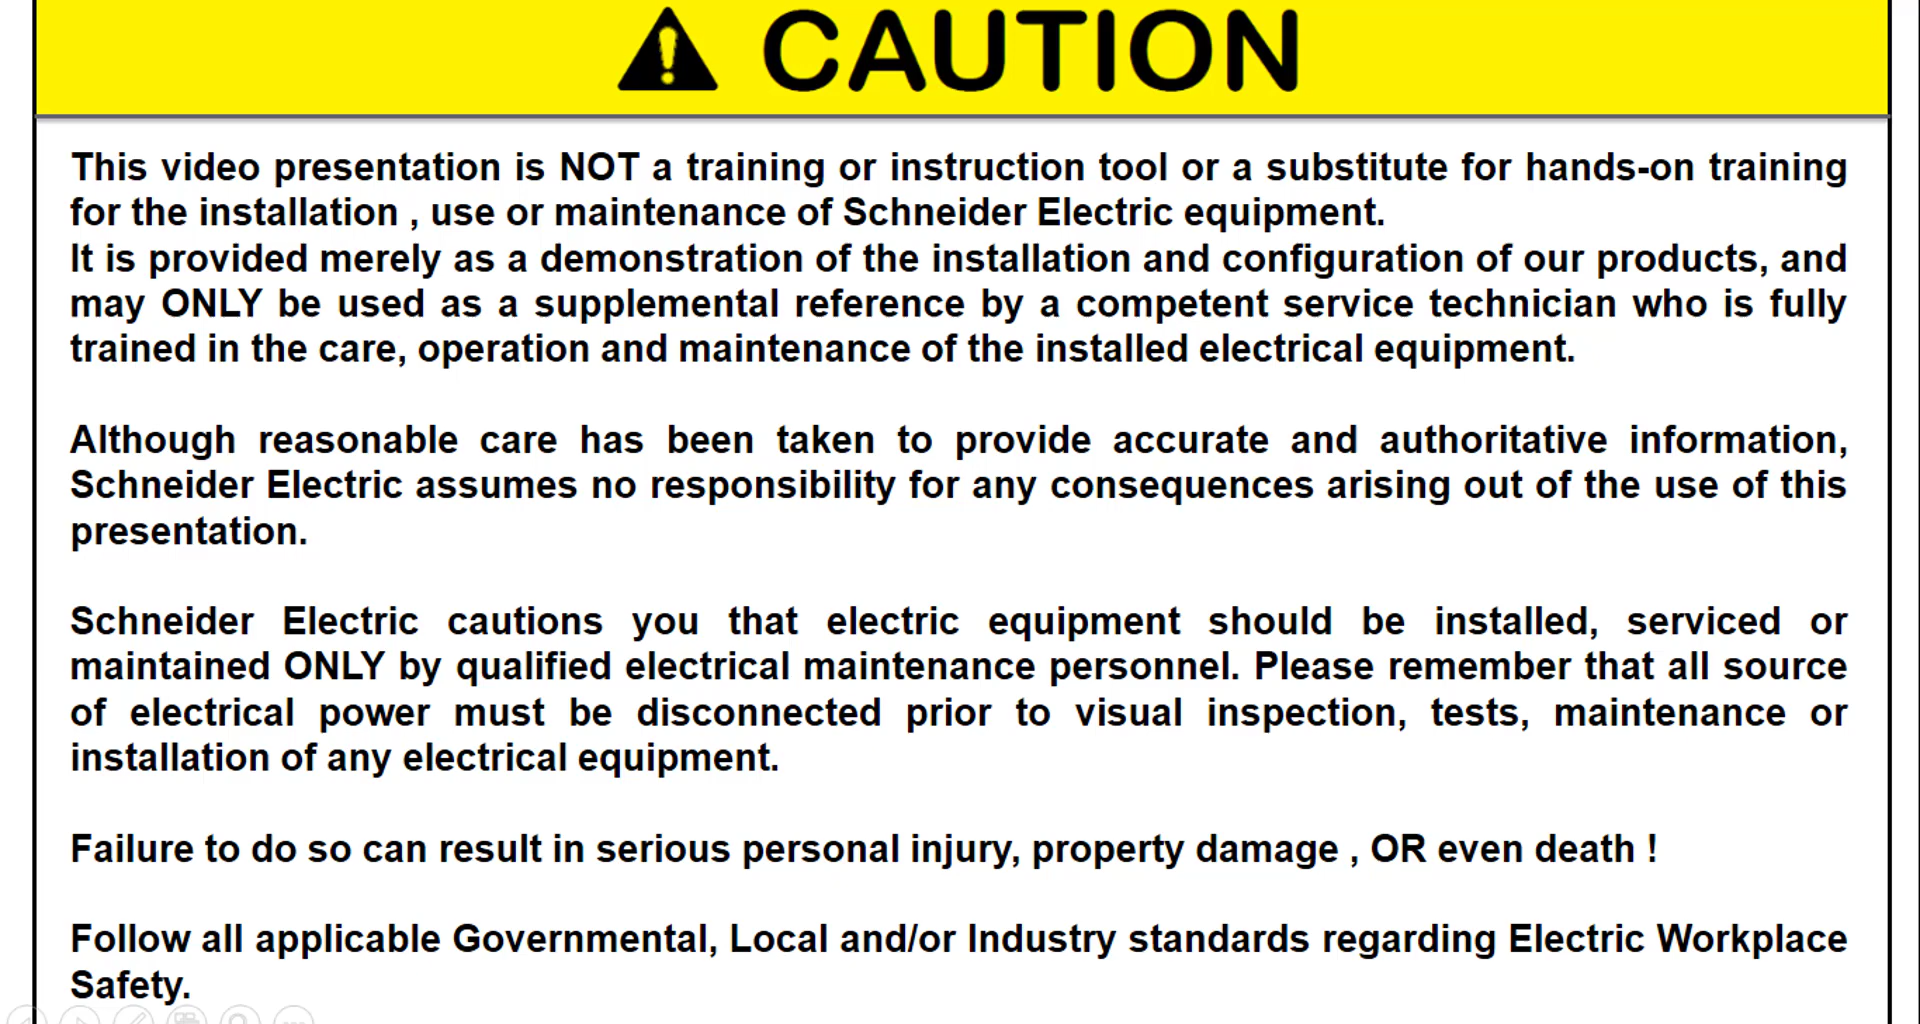 CAUTION
This video presentation is NOT a training or instruction tool or a substitute for hands-on training
for the installation , use or maintenance of Schneider Electric equipment.
It is provided merely as a demonstration of the installation and configuration of our products, and
may ONLY be used as a supplemental reference by a competent service technician who is fully
trained in the care, operation and maintenance of the installed electrical equipment.
Although reasonable care has been taken to provide accurate and authoritative information,
Schneider Electric assumes no responsibility for any consequences arising out of the use of this
presentation.
Schneider Electric cautions you that electric equipment should be installed, serviced or
maintained ONLY by qualified electrical maintenance personnel. Please remember that all source
of electrical power must be disconnected prior to visual inspection, tests, maintenance or
installation of any electrical equipment.
Failure to do so can result in serious personal injury, property damage , OR even death !
Follow all applicable Governmental, Local and/or Industry standards regarding Electric Workplace
Safety.